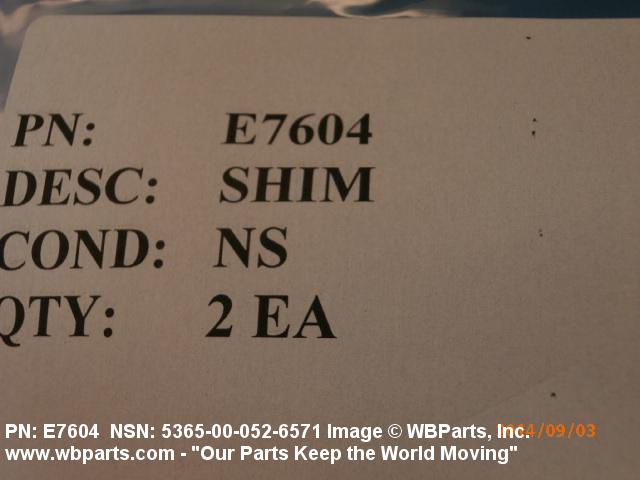 PN: E7604
DESC: SHIM
COND: NS
QTY: 2 EA
PN: E7604 NSN: 5365-00-052-6571 Image © WBParts, Inc.
www.wbparts.com - "Our Parts Keep the World Moving"